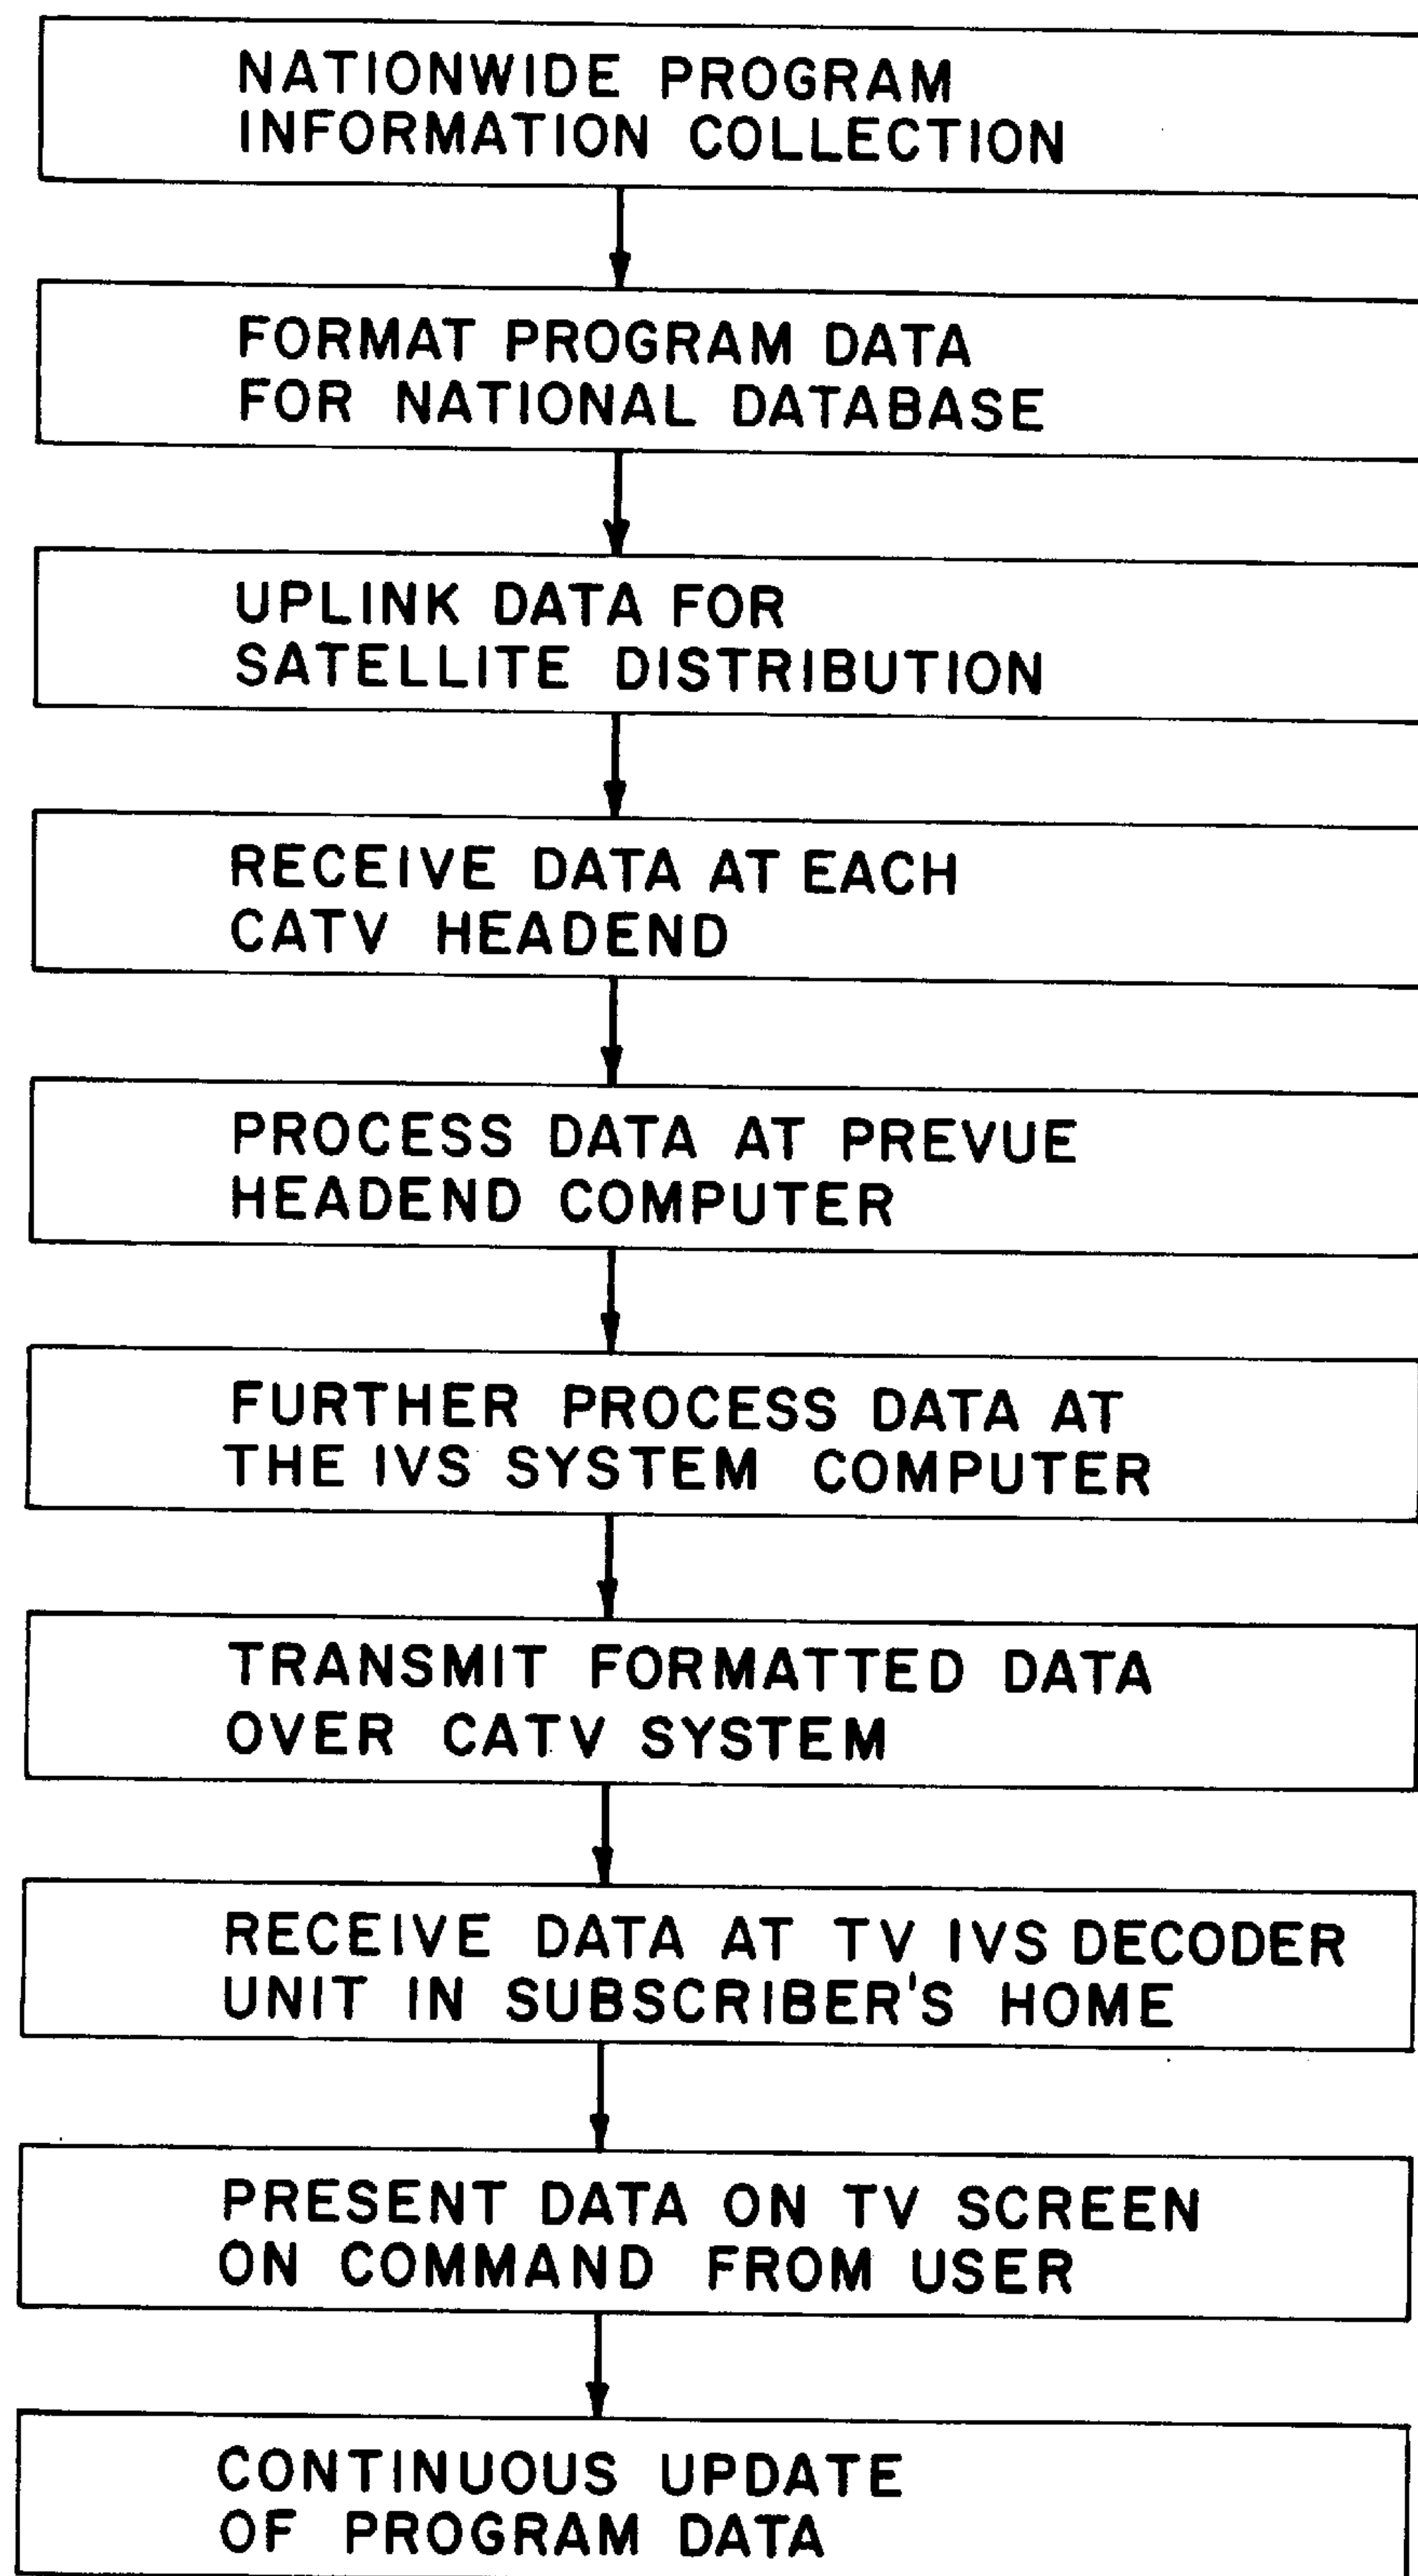 NATIONWIDE PROGRAM
INFORMATION COLLECTION
FORMAT PROGRAM DATA
FOR NATIONAL DATABASE
UPLINK DATA FOR
SATELLITE DISTRIBUTION
RECEIVE DATA AT EACH
CATV HEADEND
PROCESS DATA AT PREVUE
HEADEND COMPUTER
FURTHER PROCESS DATA AT
THE IVS SYSTEM COMPUTER
TRANSMIT FORMATTED DATA
OVER CATV SYSTEM
RECEIVE DATA AT TV IVS DECODER
UNIT IN SUBSCRIBER'S HOME
PRESENT DATA ON TV SCREEN
ON COMMAND FROM USER
CONTINUOUS UPDATE
OF PROGRAM DATA